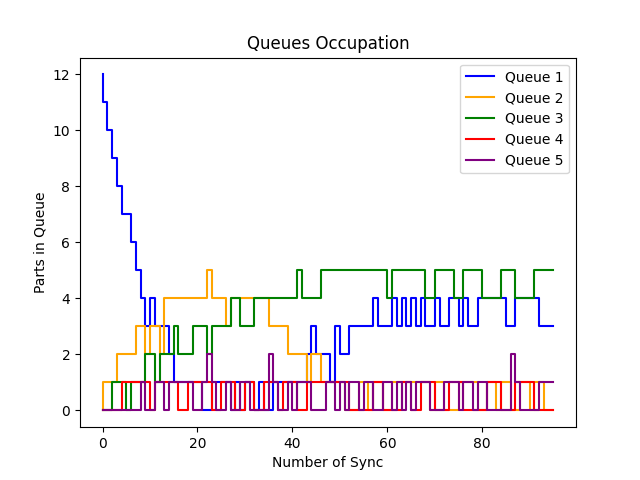 Queues Occupation
Queue 1
Queue 2
Queue 3
Queue 4
Queue 5
Parts in Queue
12
10
8
6
4
2
0
0 20 40 60 80
Number of Sync